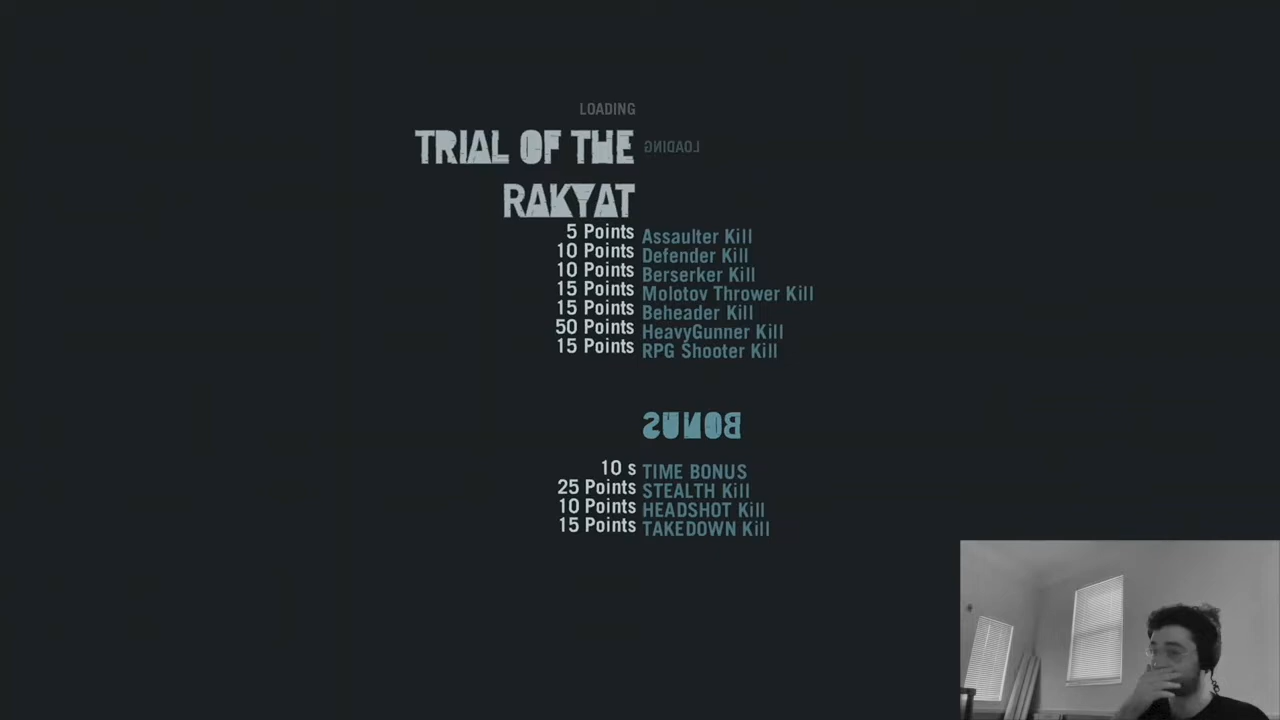 LOADING
TRIAL OF THE
LOADING
RAKYAT
5 Points Assaulter Kill
10 Points Defender Kill
10 Points Berserker Kill
15 Points Molotov Thrower Kill
15 Points Beheader Kill
50 Points HeavyGunner Kill
15 Points RPG Shooter Kill
BONUS
10 s TIME BONUS
25 Points STEALTH Kill
10 Points HEADSHOT Kill
15 Points TAKEDOWN Kill